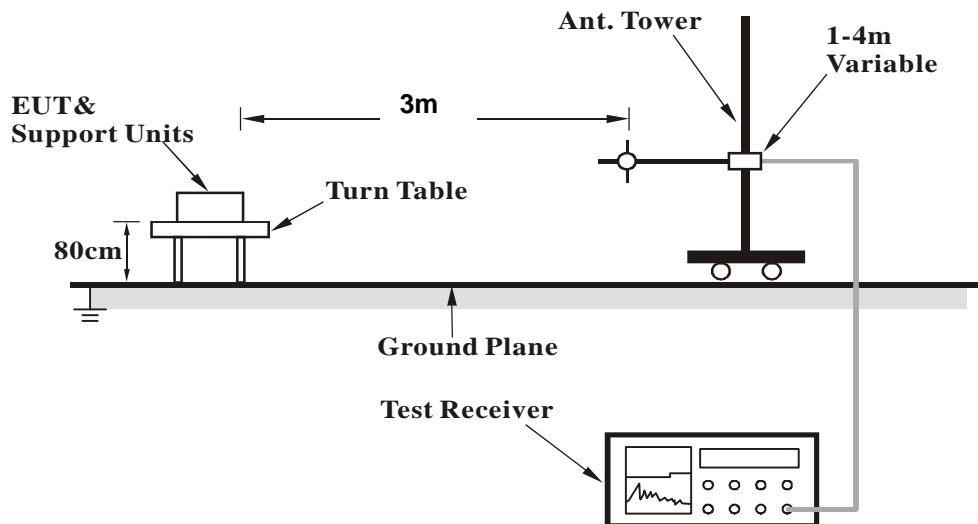 Ant. Tower
1-4m
Variable
EUT&
Support Units
3m
Turn Table
80cm
Ground Plane
Test Receiver